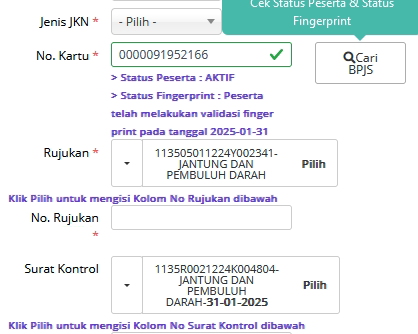 Cek Status Peserta & Status
Fingerprint
Jenis JKN * - Pilih -
No. Kartu * 0000091952166 Cari
BPJS
> Status Peserta : AKTIF
> Status Fingerprint : Peserta
telah melakukan validasi finger
print pada tanggal 2025-01-31
Rujukan * 113505011224Y002341-
JANTUNG DAN
PEMBULUH DARAH Pilih
Klik Pilih untuk mengisi Kolom No Rujukan dibawah
No. Rujukan
*
Surat Kontrol 1135R0021224K004804-
JANTUNG DAN
PEMBULUH
DARAH-31-01-2025 Pilih
Klik Pilih untuk mengisi Kolom No Surat Kontrol dibawah